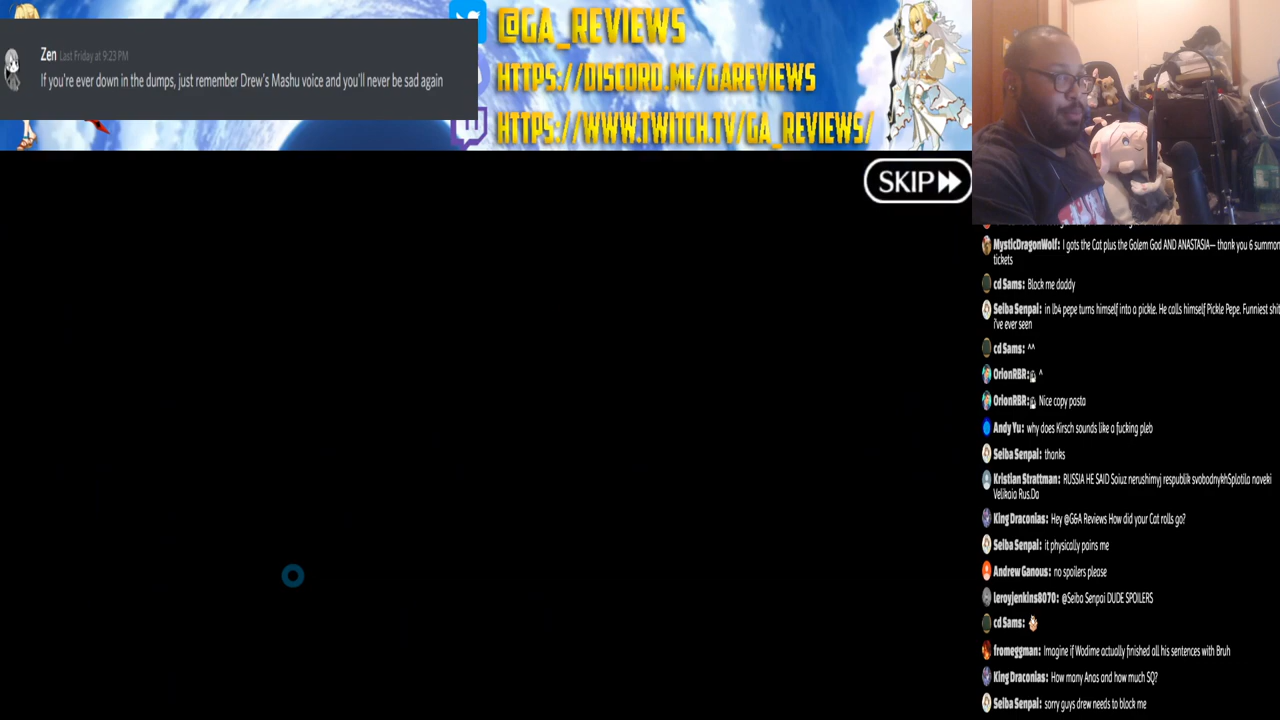 Zen Last Friday at 9:23 PM
If you're ever down in the dumps, just remember Drew's Mashu voice and you'll never be sad again
@GA_REVIEWS
HTTPS://DISCORD.ME/GAREVIEWS
HTTPS://WWW.TWITCH.TV/GA_REVIEWS/
SKIP
MysticDragonWolf: I gots the Cat plus the Golem God AND ANASTASIA— thank you 6 summon
tickets
cd Sams: Block me daddy
Seiba Senpai: in lb4 pepe turns himself into a pickle. He calls himself Pickle Pepe. Funniest shit
i've ever seen
cd Sams: ^^
OrionRBR: ^
OrionRBR: Nice copy pasta
Andy Yu: why does Kirsch sounds like a fucking pleb
Seiba Senpai: thanks
Kristian Strattman: RUSSIA HE SAID Soiuz nerushimyj respublik svobodnykhSplotila naveki
Velikaia Rus.Da
King Draconias: Hey @G&A Reviews How did your Cat rolls go?
Seiba Senpai: it physically pains me
Andrew Ganous: no spoilers please
leroyjenkins8070: @Seiba Senpai DUDE SPOILERS
cd Sams:
fromeggman: Imagine if Wodime actually finished all his sentences with Bruh
King Draconias: How many Anas and how much SQ?
Seiba Senpai: sorry guys drew needs to block me